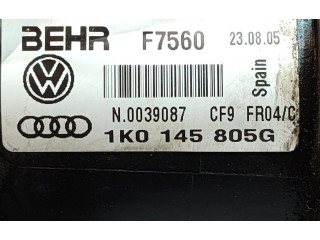 BEHR F7560 23.08.05
Spain
N.0039087 CF9 FR04/C
1K0 145 805G